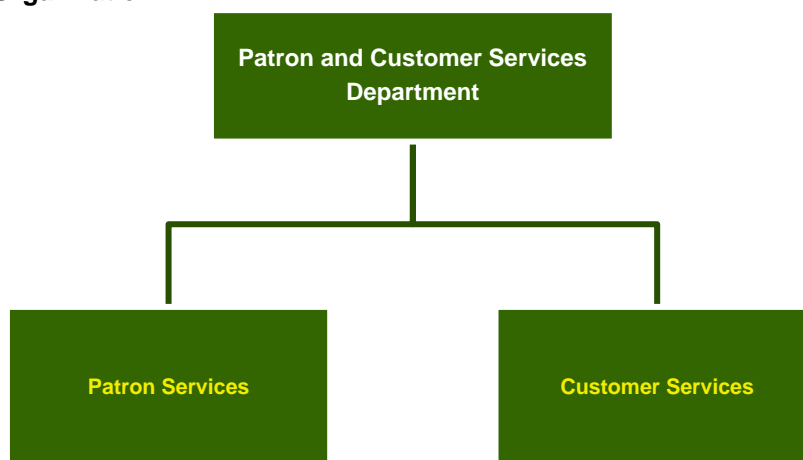 Patron and Customer Services
Department
Patron Services
Customer Services